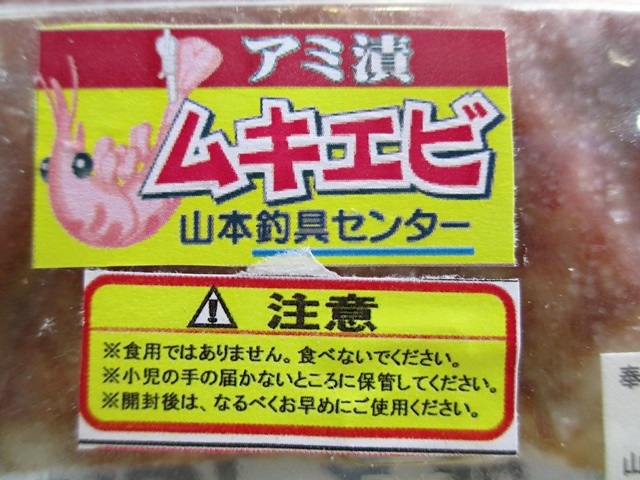 アミ漬
ムキエビ
山本釣具センター
注意
※食用ではありません。食べないでください。
※小児の手の届かないところに保管してください。
※開封後は、なるべくお早めにご使用ください。
奉
山